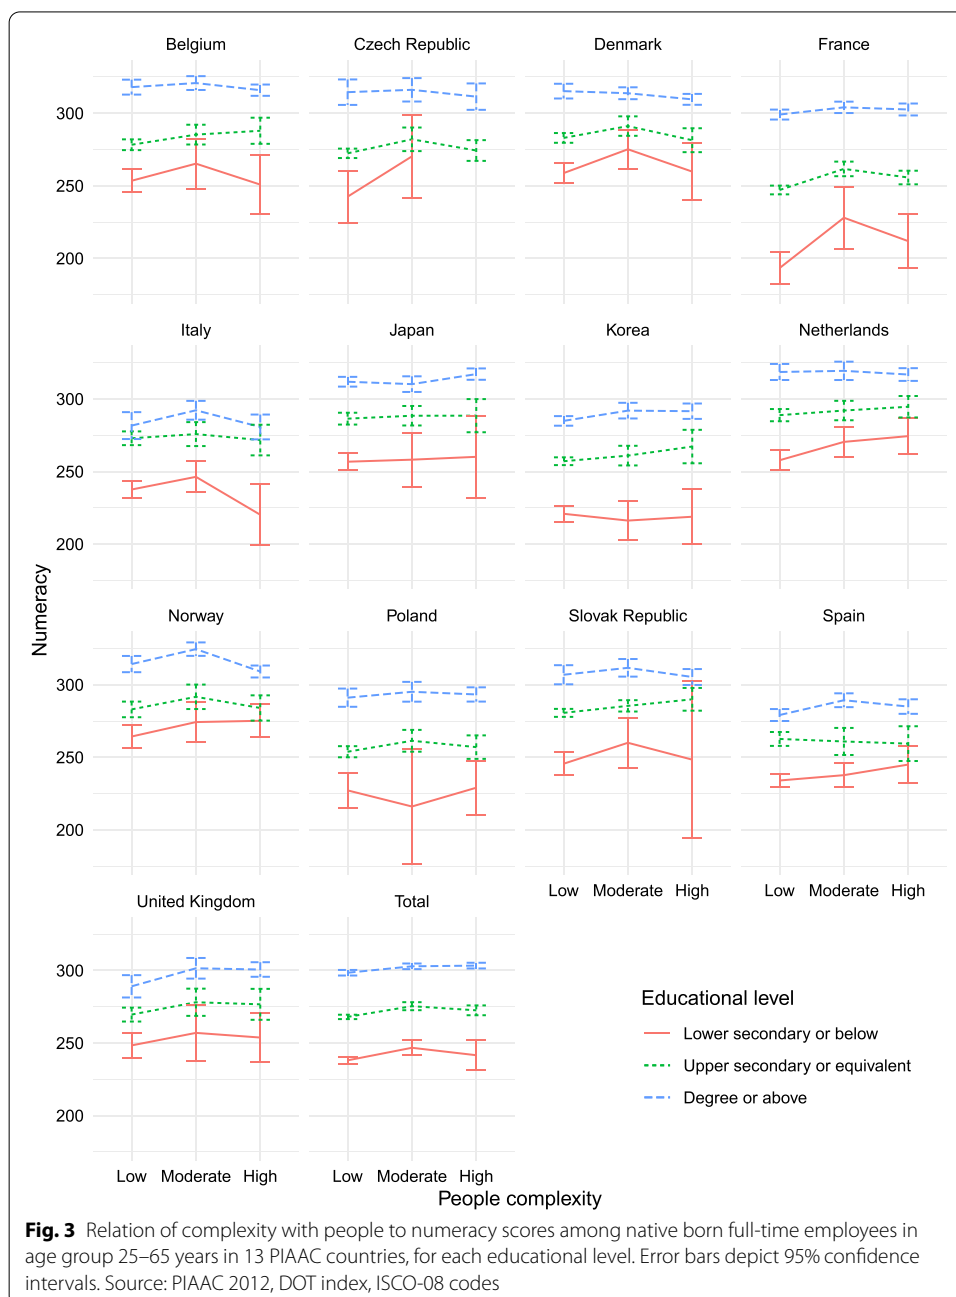 Belgium Czech Republic Denmark France
300
250
200
Italy Japan Korea Netherlands
300
250
200
Numeracy
Norway Poland Slovak Republic Spain
300
250
200
Low Moderate High Low Moderate High
United Kingdom Total
300
250
200
Low Moderate High Low Moderate High
People complexity
Educational level
Lower secondary or below
Upper secondary or equivalent
Degree or above
Fig. 3 Relation of complexity with people to numeracy scores among native born full-time employees in
age group 25–65 years in 13 PIAAC countries, for each educational level. Error bars depict 95% confidence
intervals. Source: PIAAC 2012, DOT index, ISCO-08 codes